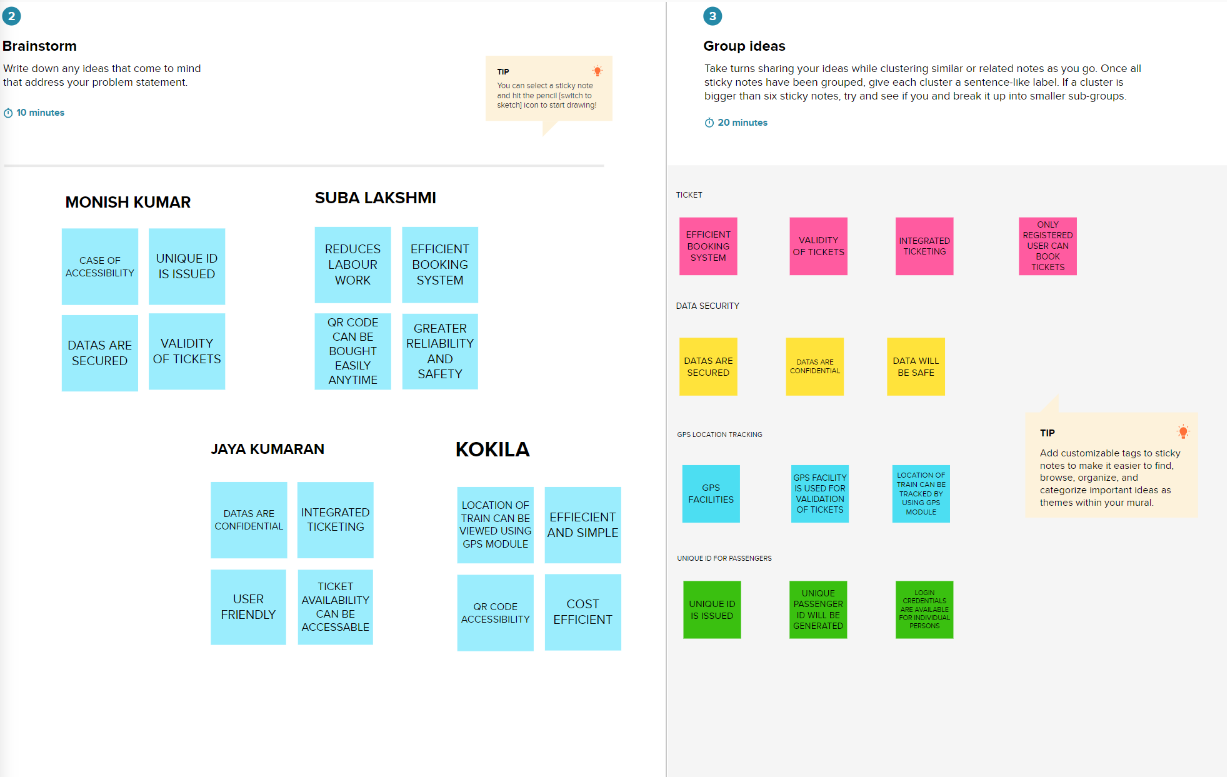 2
Brainstorm
Write down any ideas that come to mind
that address your problem statement.
10 minutes
TIP
You can select a sticky note
and hit the pencil [switch to
sketch] icon to start drawing!
MONISH KUMAR
CASE OF
ACCESSIBILITY
UNIQUE ID
IS ISSUED
DATAS ARE
SECURED
VALIDITY
OF TICKETS
SUBA LAKSHMI
REDUCES
LABOUR
WORK
EFFICIENT
BOOKING
SYSTEM
QR CODE
CAN BE
BOUGHT
EASILY
ANYTIME
GREATER
RELIABILITY
AND
SAFETY
JAYA KUMARAN
DATAS ARE
CONFIDENTIAL
INTEGRATED
TICKETING
USER
FRIENDLY
TICKET
AVAILABILITY
CAN BE
ACCESSABLE
KOKILA
LOCATION OF
TRAIN CAN BE
VIEWED USING
GPS MODULE
EFFIECIENT
AND SIMPLE
QR CODE
ACCESSIBILITY
COST
EFFICIENT
3
Group ideas
Take turns sharing your ideas while clustering similar or related notes as you go. Once all
sticky notes have been grouped, give each cluster a sentence-like label. If a cluster is
bigger than six sticky notes, try and see if you and break it up into smaller sub-groups.
20 minutes
TICKET
EFFICIENT
BOOKING
SYSTEM
VALIDITY
OF TICKETS
INTEGRATED
TICKETING
ONLY
REGISTERED
USER CAN
BOOK
TICKETS
DATA SECURITY
DATAS ARE
SECURED
DATAS ARE
CONFIDENTIAL
DATA WILL
BE SAFE
TIP
Add customizable tags to sticky
notes to make it easier to find,
browse, organize, and
categorize important ideas as
themes within your mural.
GPS LOCATION TRACKING
GPS
FACILITIES
GPS FACILITY
IS USED FOR
VALIDATION
OF TICKETS
LOCATION OF
TRAIN CAN BE
TRACKED BY
USING GPS
MODULE
UNIQUE ID FOR PASSENGERS
UNIQUE ID
IS ISSUED
UNIQUE
PASSENGER
ID WILL BE
GENERATED
LOGIN
CREDENTIALS
ARE AVAILABLE
FOR INDIVIDUAL
PERSONS